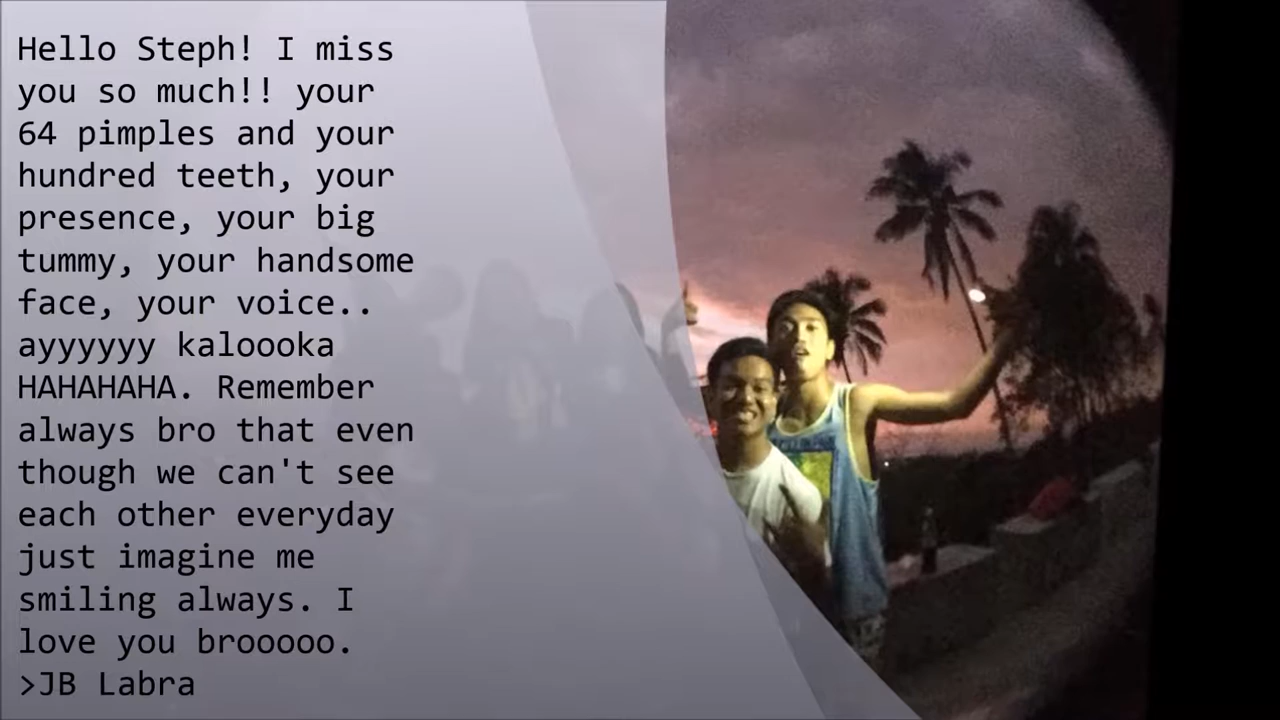 Hello Steph! I miss
you so much!! your
64 pimples and your
hundred teeth, your
presence, your big
tummy, your handsome
face, your voice..
ayyyyyy kaloooka
HAHAHAHA. Remember
always bro that even
though we can't see
each other everyday
just imagine me
smiling always. I
love you brooooo.
>JB Labra